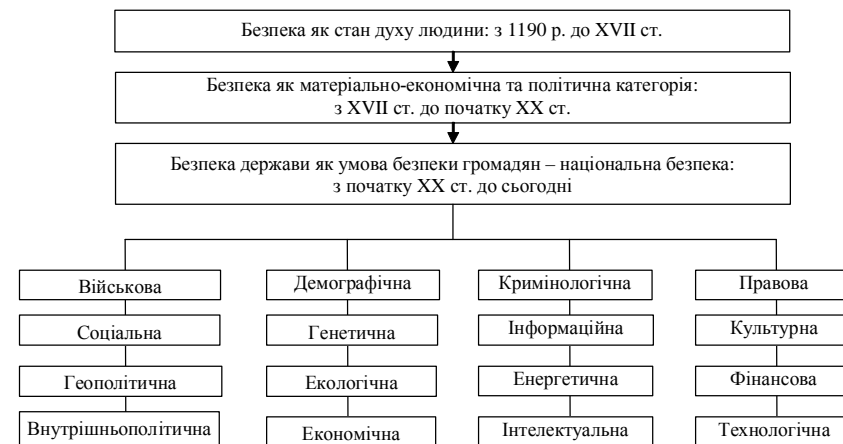 Безпека як стан духу людини: з 1190 р. до XVII ст.
Безпека як матеріально-економічна та політична категорія:
з XVII ст. до початку XX ст.
Безпека держави як умова безпеки громадян – національна безпека:
з початку XX ст. до сьогодні
Військова
Демографічна
Кримінологічна
Правова
Соціальна
Генетична
Інформаційна
Культурна
Геополітична
Екологічна
Енергетична
Фінансова
Внутрішньополітична
Економічна
Інтелектуальна
Технологічна